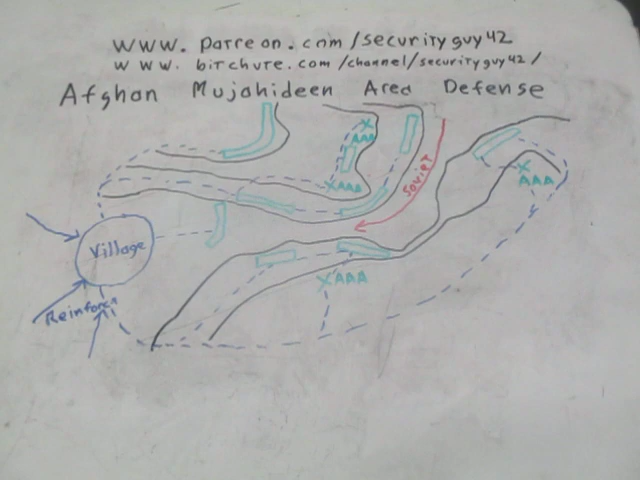 www. patreon.com/securityguy42
www. bitchute.com/channel/securityguy42/
Afghan Mujahideen Area Defense
X
AAA
XAAA
Soviet
X
AAA
Village
XAAA
Reinforce